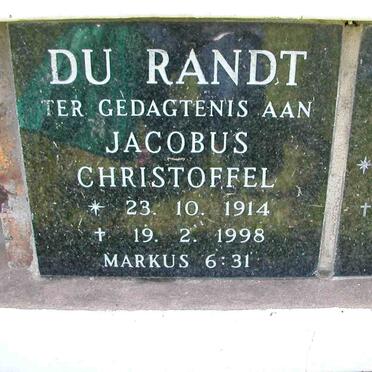 DU RANDT
TER GEDAGTENIS AAN
JACOBUS
CHRISTOFFEL
* 23. 10. 1914
✝ 19. 2. 1998
MARKUS 6:31